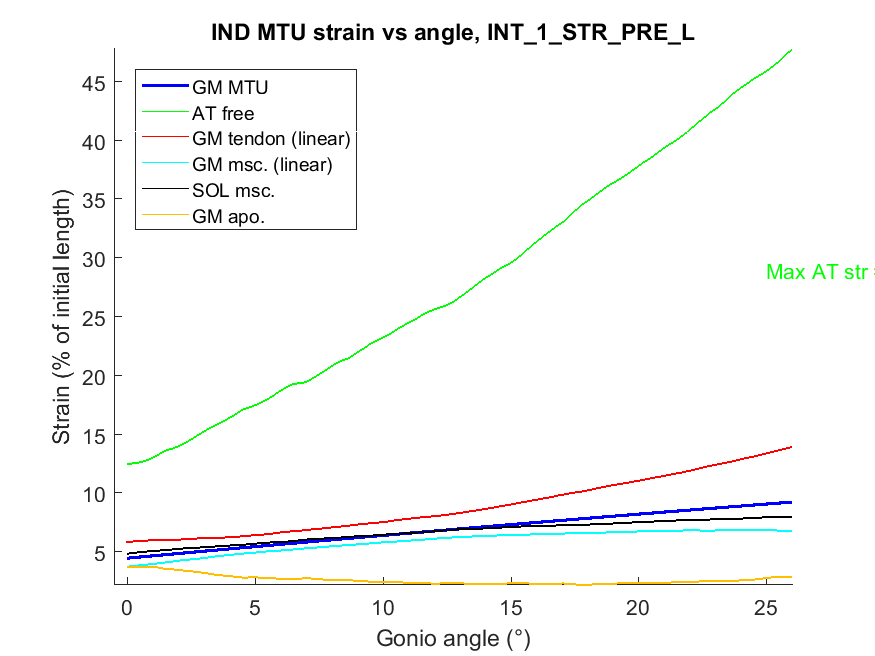 IND MTU strain vs angle, INT_1_STR_PRE_L
Strain (% of initial length)
45
40
35
30
25
20
15
10
5
GM MTU
AT free
GM tendon (linear)
GM msc. (linear)
SOL msc.
GM apo.
Max AT str =
0 5 10 15 20 25
Gonio angle (°)